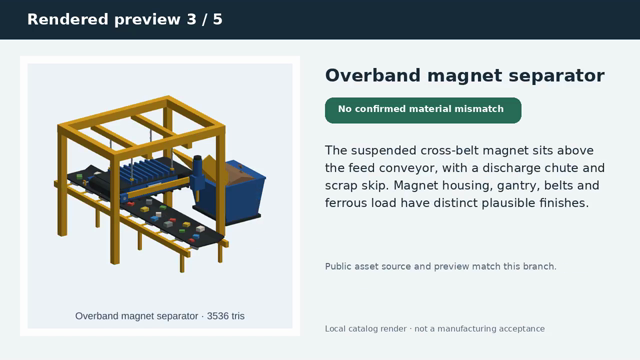 Rendered preview 3 / 5
Overband magnet separator
No confirmed material mismatch
The suspended cross-belt magnet sits above
the feed conveyor, with a discharge chute and
scrap skip. Magnet housing, gantry, belts and
ferrous load have distinct plausible finishes.
Public asset source and preview match this branch.
Overband magnet separator · 3536 tris
Local catalog render · not a manufacturing acceptance